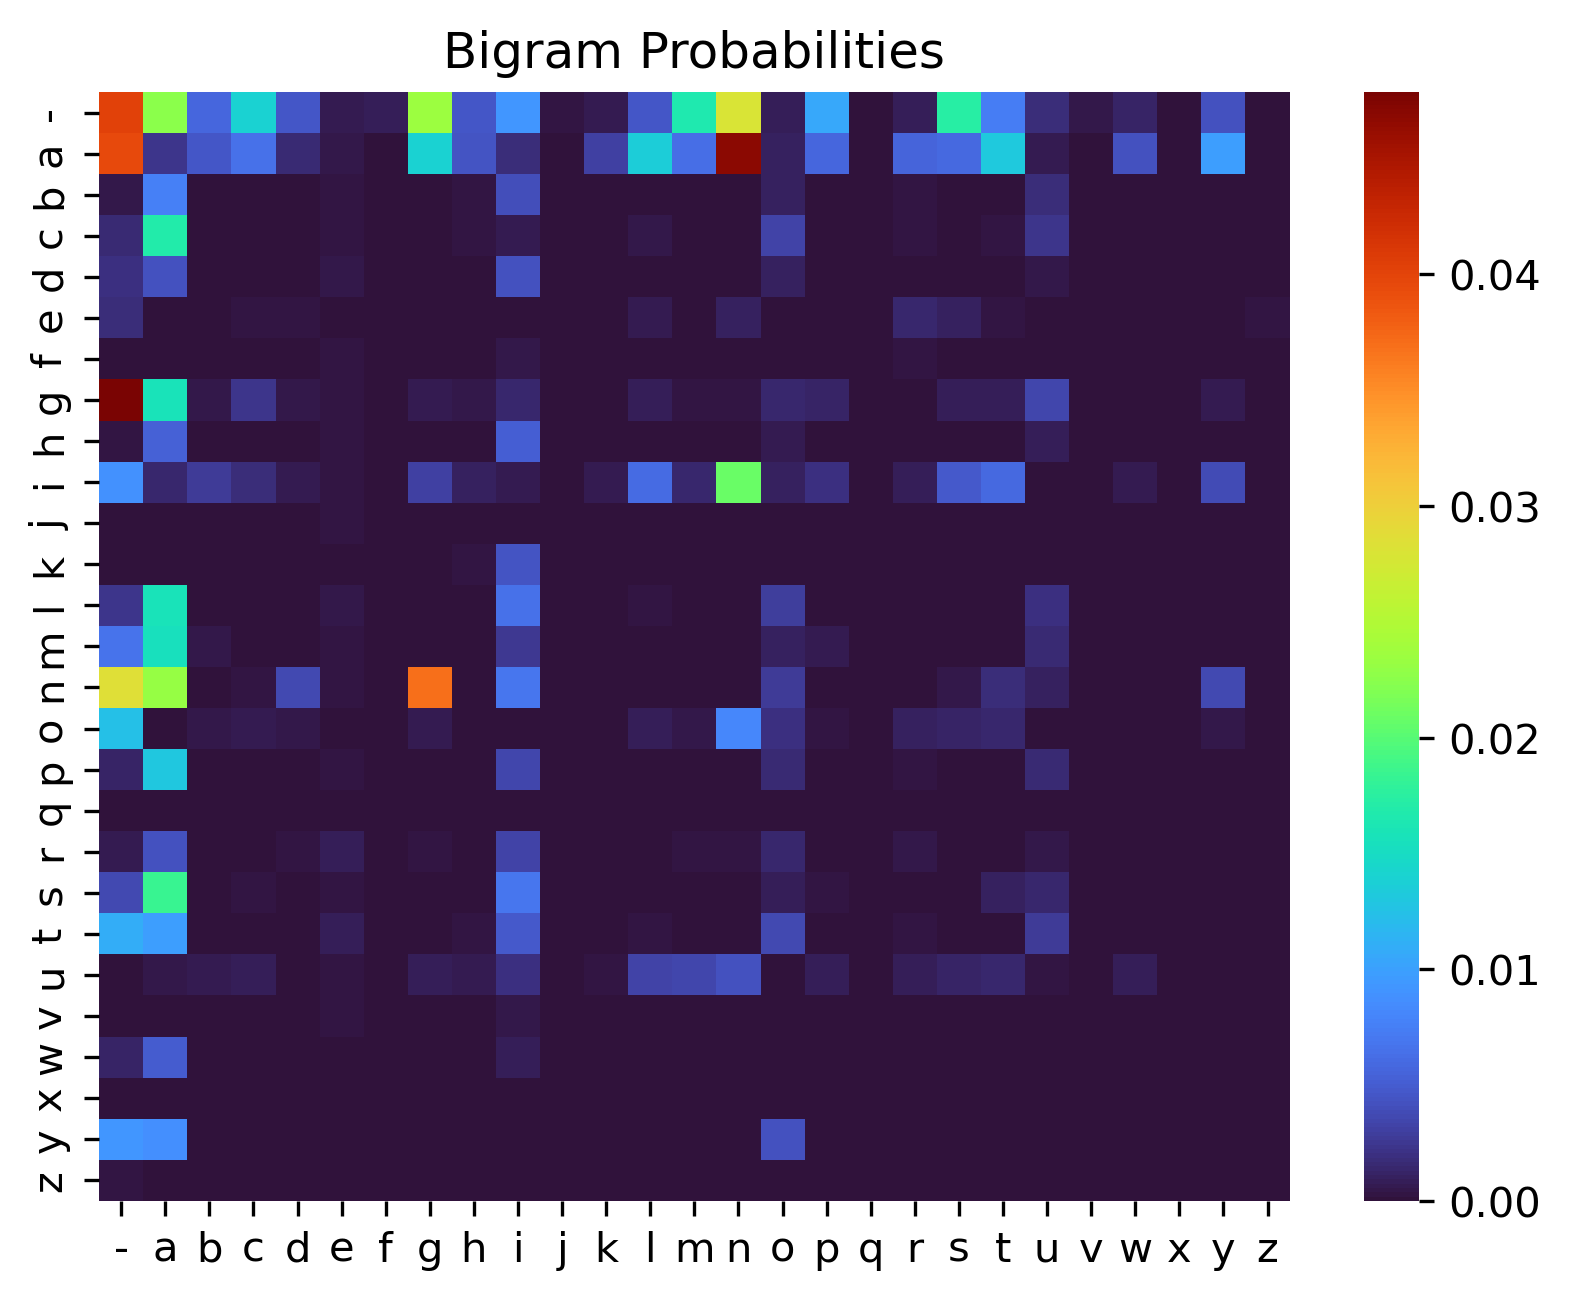 Bigram Probabilities
-
a
b
c
d
e
f
g
h
i
j
k
l
m
n
o
p
q
r
s
t
u
v
w
x
y
z
- a b c d e f g h i j k l m n o p q r s t u v w x y z
0.04
0.03
0.02
0.01
0.00